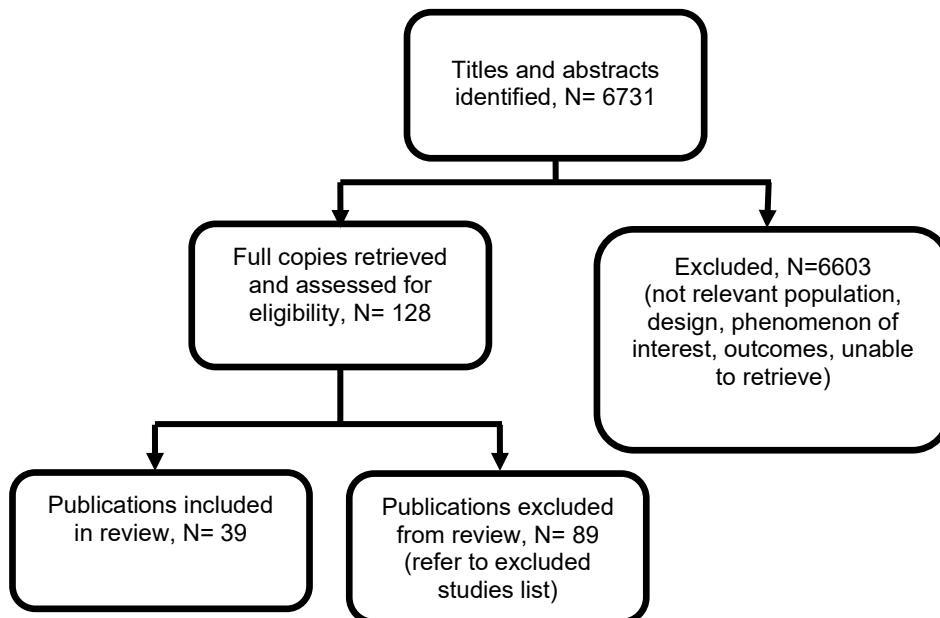 Titles and abstracts
identified, N= 6731
Full copies retrieved
and assessed for
eligibility, N= 128
Excluded, N=6603
(not relevant population,
design, phenomenon of
interest, outcomes, unable
to retrieve)
Publications included
in review, N= 39
Publications excluded
from review, N= 89
(refer to excluded
studies list)